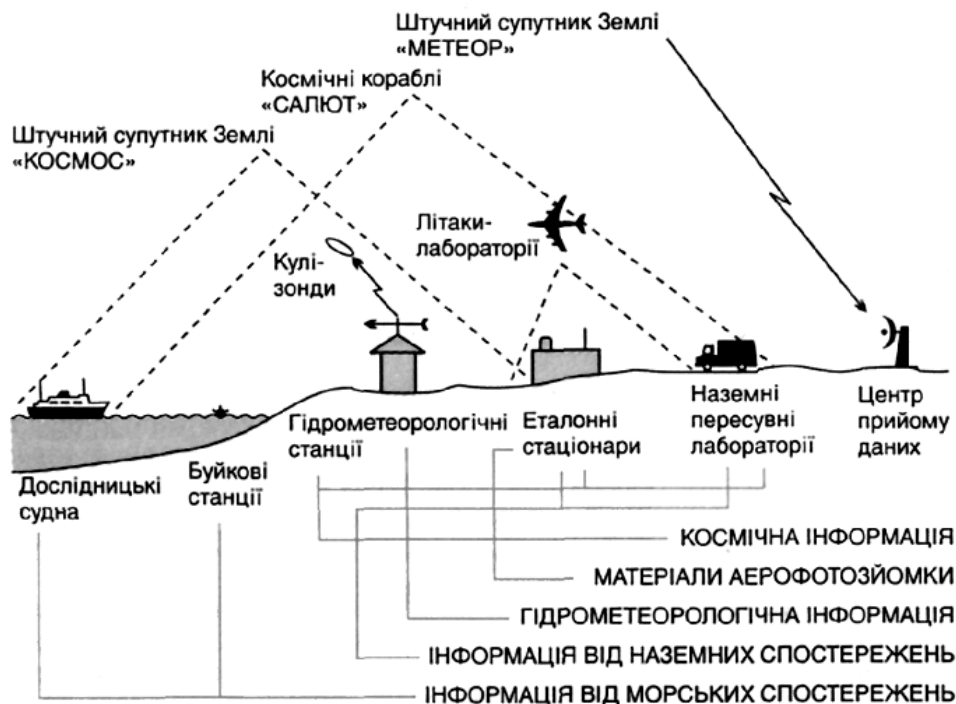 Штучний супутник Землі
«МЕТЕОР»
Космічні кораблі
«САЛЮТ»
Штучний супутник Землі
«КОСМОС»
Літаки-
лабораторії
Кулі-
зонди
Гідрометеорологічні
станції
Еталонні
стаціонари
Наземні
пересувні
лабораторії
Центр
прийому
даних
Дослідницькі
судна
Буйкові
станції
КОСМІЧНА ІНФОРМАЦІЯ
МАТЕРІАЛИ АЕРОФОТОЗЙОМКИ
ГІДРОМЕТЕОРОЛОГІЧНА ІНФОРМАЦІЯ
ІНФОРМАЦІЯ ВІД НАЗЕМНИХ СПОСТЕРЕЖЕНЬ
ІНФОРМАЦІЯ ВІД МОРСЬКИХ СПОСТЕРЕЖЕНЬ